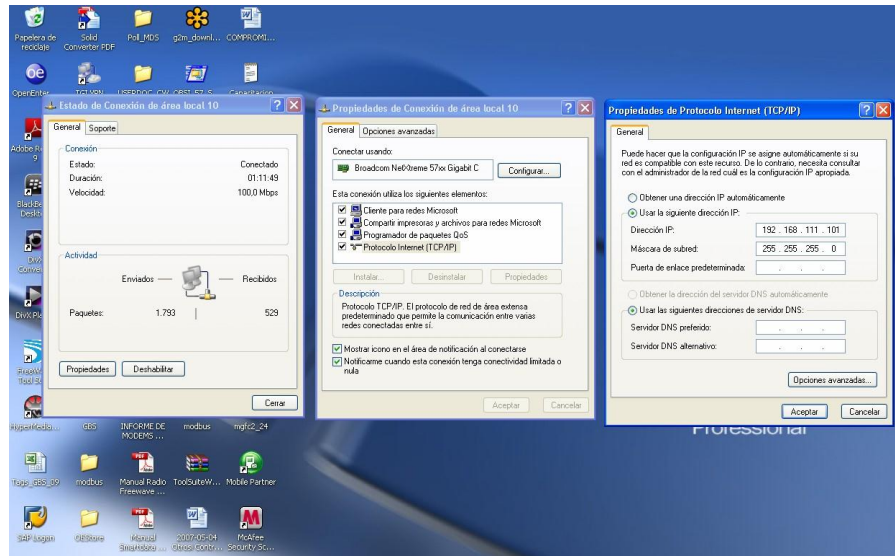 Papelera de
reciclaje
Solid
Converter PDF
Poll_MDS
g2m_downl...
COMPROMI...
OpenEnter
Estado de Conexión de área local 10
General
Soporte
Conexión
Estado:
Conectado
Duración:
01:11:49
Velocidad:
100,0 Mbps
Actividad
Enviados
Recibidos
Paquetes:
1.793
529
Propiedades
Deshabilitar
Cerrar
Propiedades de Conexión de área local 10
General
Opciones avanzadas
Conectar usando:
Broadcom NetXtreme 57xx Gigabit C
Configurar...
Esta conexión utiliza los siguientes elementos:
Cliente para redes Microsoft
Compartir impresoras y archivos para redes Microsoft
Programador de paquetes QoS
Protocolo Internet (TCP/IP)
Instalar...
Desinstalar
Propiedades
Descripción
Protocolo TCP/IP. El protocolo de red de área extensa
predeterminado que permite la comunicación entre varias
redes conectadas entre sí.
Mostrar icono en el área de notificación al conectarse
Notificarme cuando esta conexión tenga conectividad limitada o
nula
Aceptar
Cancelar
Propiedades de Protocolo Internet (TCP/IP)
General
Puede hacer que la configuración IP se asigne automáticamente si su
red es compatible con este recurso. De lo contrario, necesita consultar
con el administrador de la red cuál es la configuración IP apropiada.
Obtener una dirección IP automáticamente
Usar la siguiente dirección IP:
Dirección IP:
192 . 168 . 111 . 101
Máscara de subred:
255 . 255 . 255 . 0
Puerta de enlace predeterminada:
Obtener la dirección del servidor DNS automáticamente
Usar las siguientes direcciones de servidor DNS:
Servidor DNS preferido:
Servidor DNS alternativo:
Opciones avanzadas...
Aceptar
Cancelar
Professional
HyperMedia...
GBS
INFORME DE
MODEMS ...
modbus
mgfc2_24
Tags_GBS_09
modbus
Manual Radio
Freewave ...
ToolSuiteW...
Mobile Partner
SAP Logon
OEStore
Manual
2007-05-04
McAfee
Security Sc...